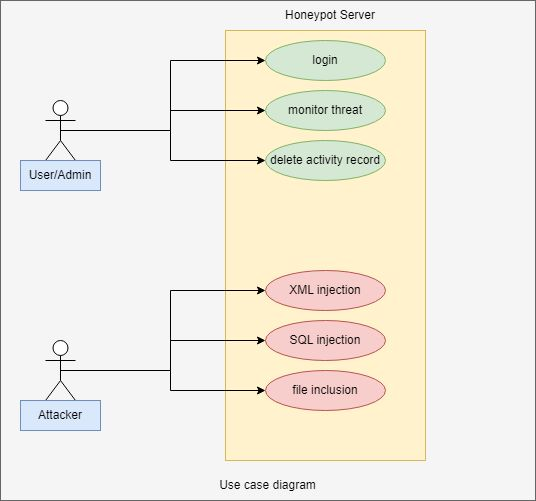 Honeypot Server
login
monitor threat
delete activity record
User/Admin
XML injection
SQL injection
file inclusion
Attacker
Use case diagram